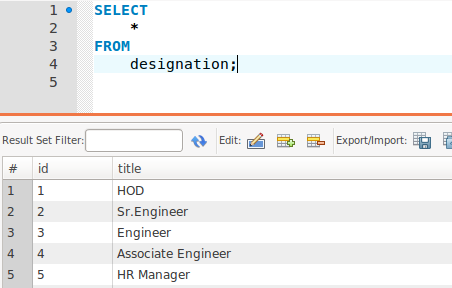 1 SELECT
2 *
3 FROM
4 designation;
5
Result Set Filter: Edit: Export/Import:
# id title
1 1 HOD
2 2 Sr.Engineer
3 3 Engineer
4 4 Associate Engineer
5 5 HR Manager